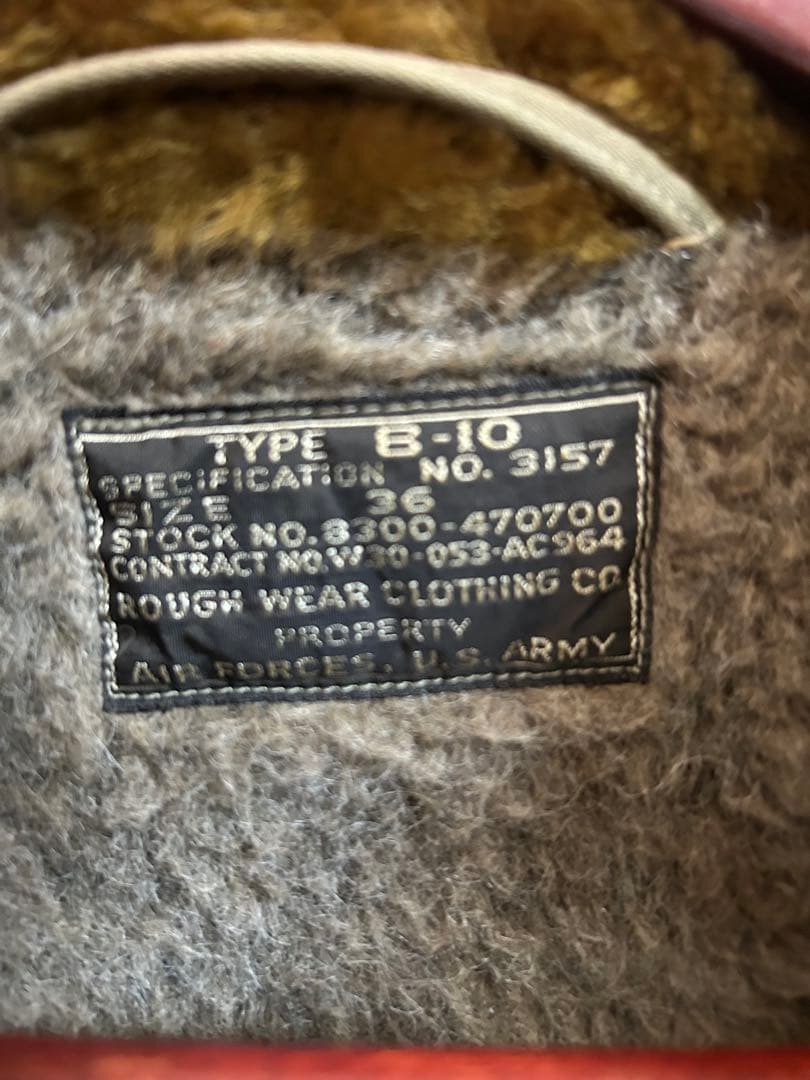 TYPE B-10
SPECIFICATION NO. 3157
SIZE 36
STOCK NO. 8300-470700
CONTRACT NO. W30-053-AC964
ROUGH WEAR CLOTHING CO
PROPERTY
AIR FORCES, U.S. ARMY